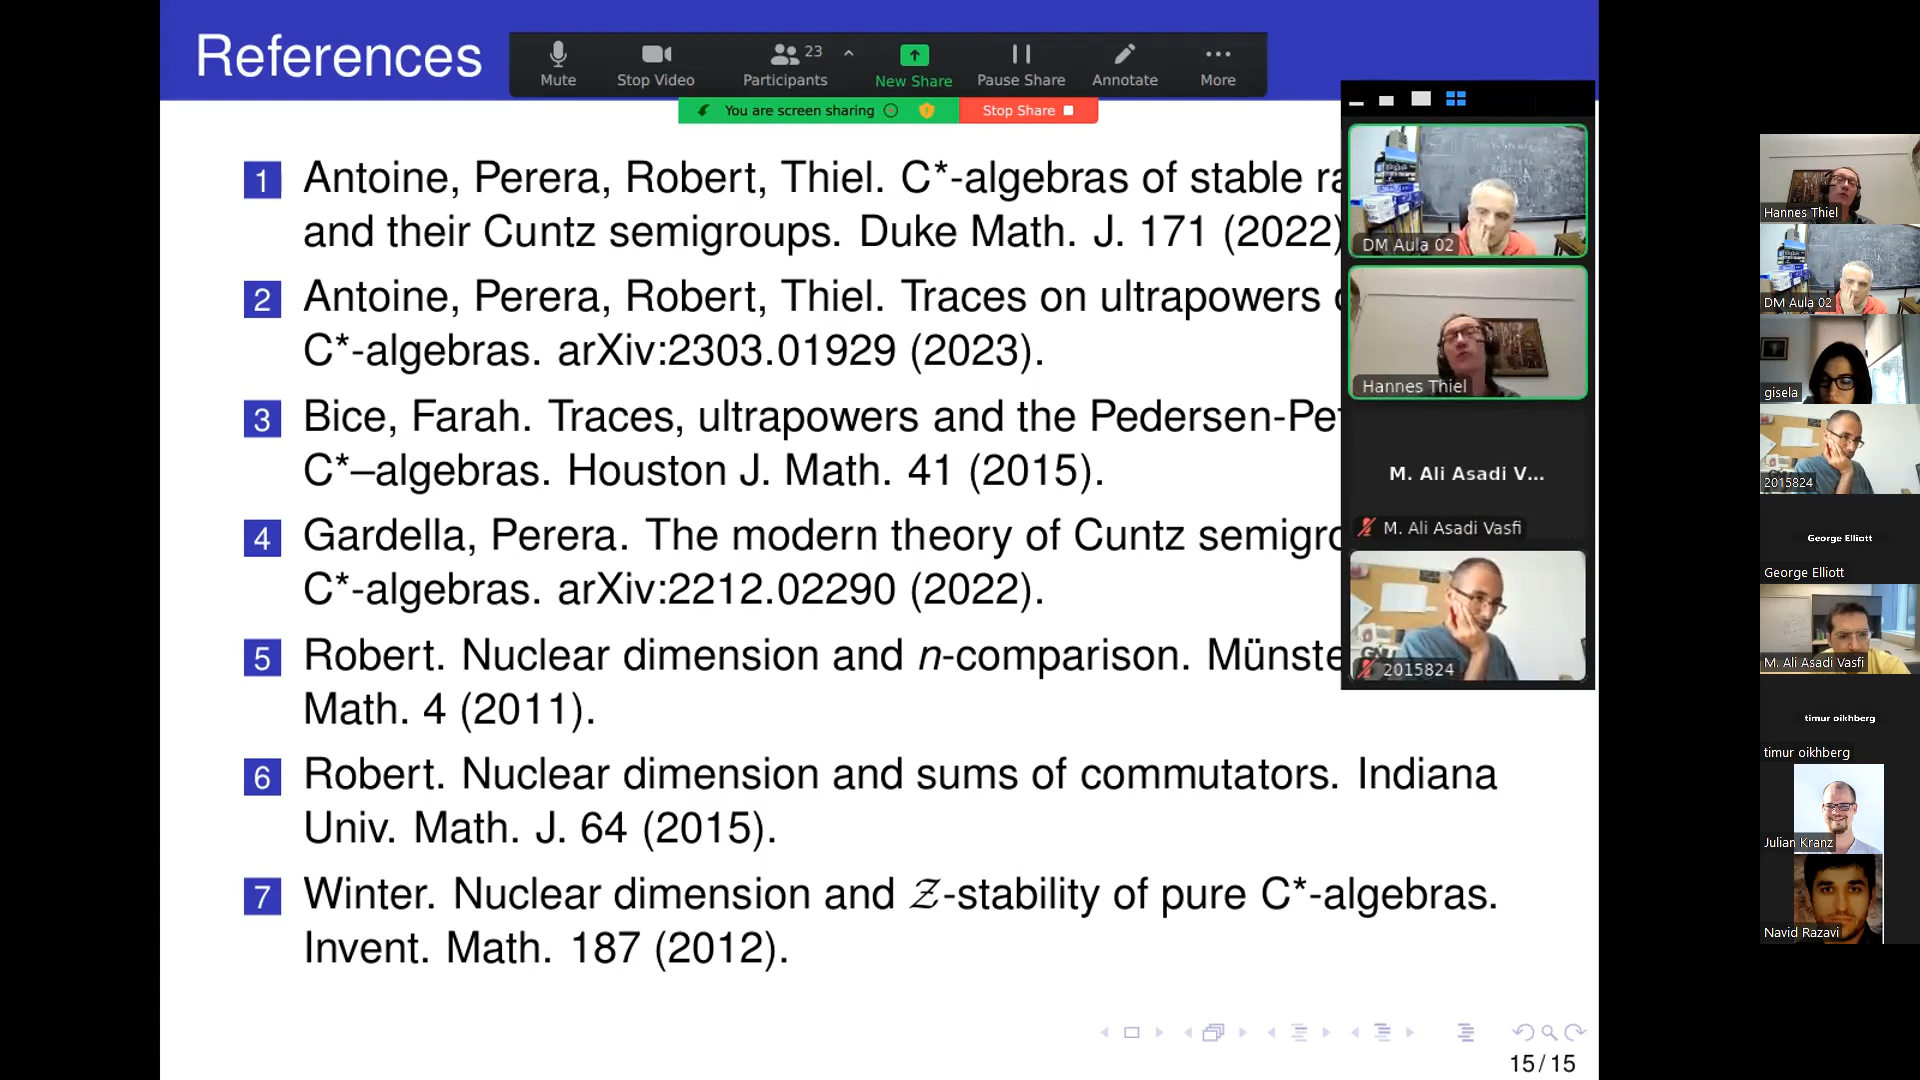 References
Mute
Stop Video
Participants
23
New Share
Pause Share
Annotate
More
You are screen sharing
Stop Share
1 Antoine, Perera, Robert, Thiel. C*-algebras of stable
and their Cuntz semigroups. Duke Math. J. 171 (2022)
2 Antoine, Perera, Robert, Thiel. Traces on ultrapowers
C*-algebras. arXiv:2303.01929 (2023).
3 Bice, Farah. Traces, ultrapowers and the Pedersen-Pe
C*–algebras. Houston J. Math. 41 (2015).
4 Gardella, Perera. The modern theory of Cuntz semigr
C*-algebras. arXiv:2212.02290 (2022).
5 Robert. Nuclear dimension and n-comparison. Münste
Math. 4 (2011).
6 Robert. Nuclear dimension and sums of commutators. Indiana
Univ. Math. J. 64 (2015).
7 Winter. Nuclear dimension and Z-stability of pure C*-algebras.
Invent. Math. 187 (2012).
15/15
DM Aula 02
Hannes Thiel
M. Ali Asadi V...
M. Ali Asadi Vasfi
2015824
Hannes Thiel
DM Aula 02
gisela
2015824
George Elliott
George Elliott
M. Ali Asadi Vasfi
timur oikhberg
timur oikhberg
Julian Kranz
Navid Razavi